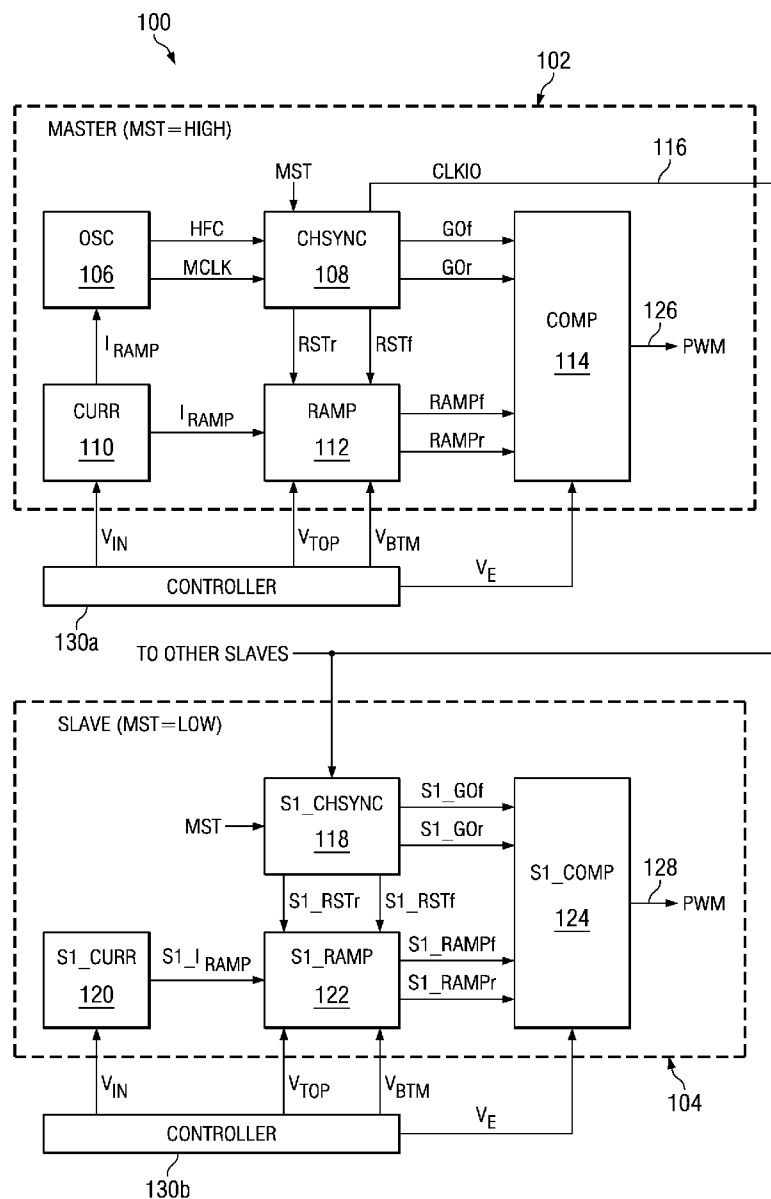 100
102
MASTER (MST=HIGH)
MST
CLKIO
116
OSC
106
HFC
MCLK
CHSYNC
108
GOf
GOr
COMP
114
126
PWM
IRAMP
RSTr
RSTf
CURR
110
IRAMP
RAMP
112
RAMPf
RAMPr
VIN
VTOP
VBTM
VE
CONTROLLER
130a
TO OTHER SLAVES
SLAVE (MST=LOW)
MST
S1_CHSYNC
118
S1_GOf
S1_GOr
S1_COMP
124
128
PWM
S1_RSTr
S1_RSTf
S1_CURR
120
S1_IRAMP
S1_RAMP
122
S1_RAMPf
S1_RAMPr
VIN
VTOP
VBTM
VE
104
CONTROLLER
130b